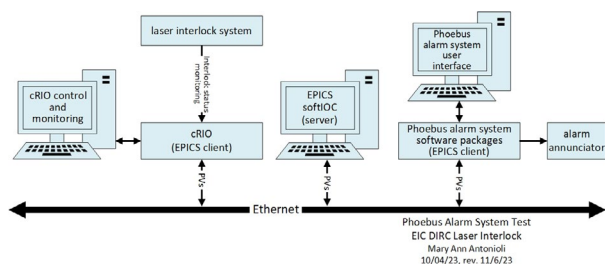 laser interlock system
Interlock status
monitoring
cRIO control
and
monitoring
cRIO
(EPICS client)
EPICS
softIOC
(server)
Phoebus
alarm system
user
interface
Phoebus alarm system
software packages
(EPICS client)
alarm
annunciator
PVs
PVs
PVs
Ethernet
Phoebus Alarm System Test
EIC DIRC Laser Interlock
Mary Ann Antonioli
10/04/23, rev. 11/6/23